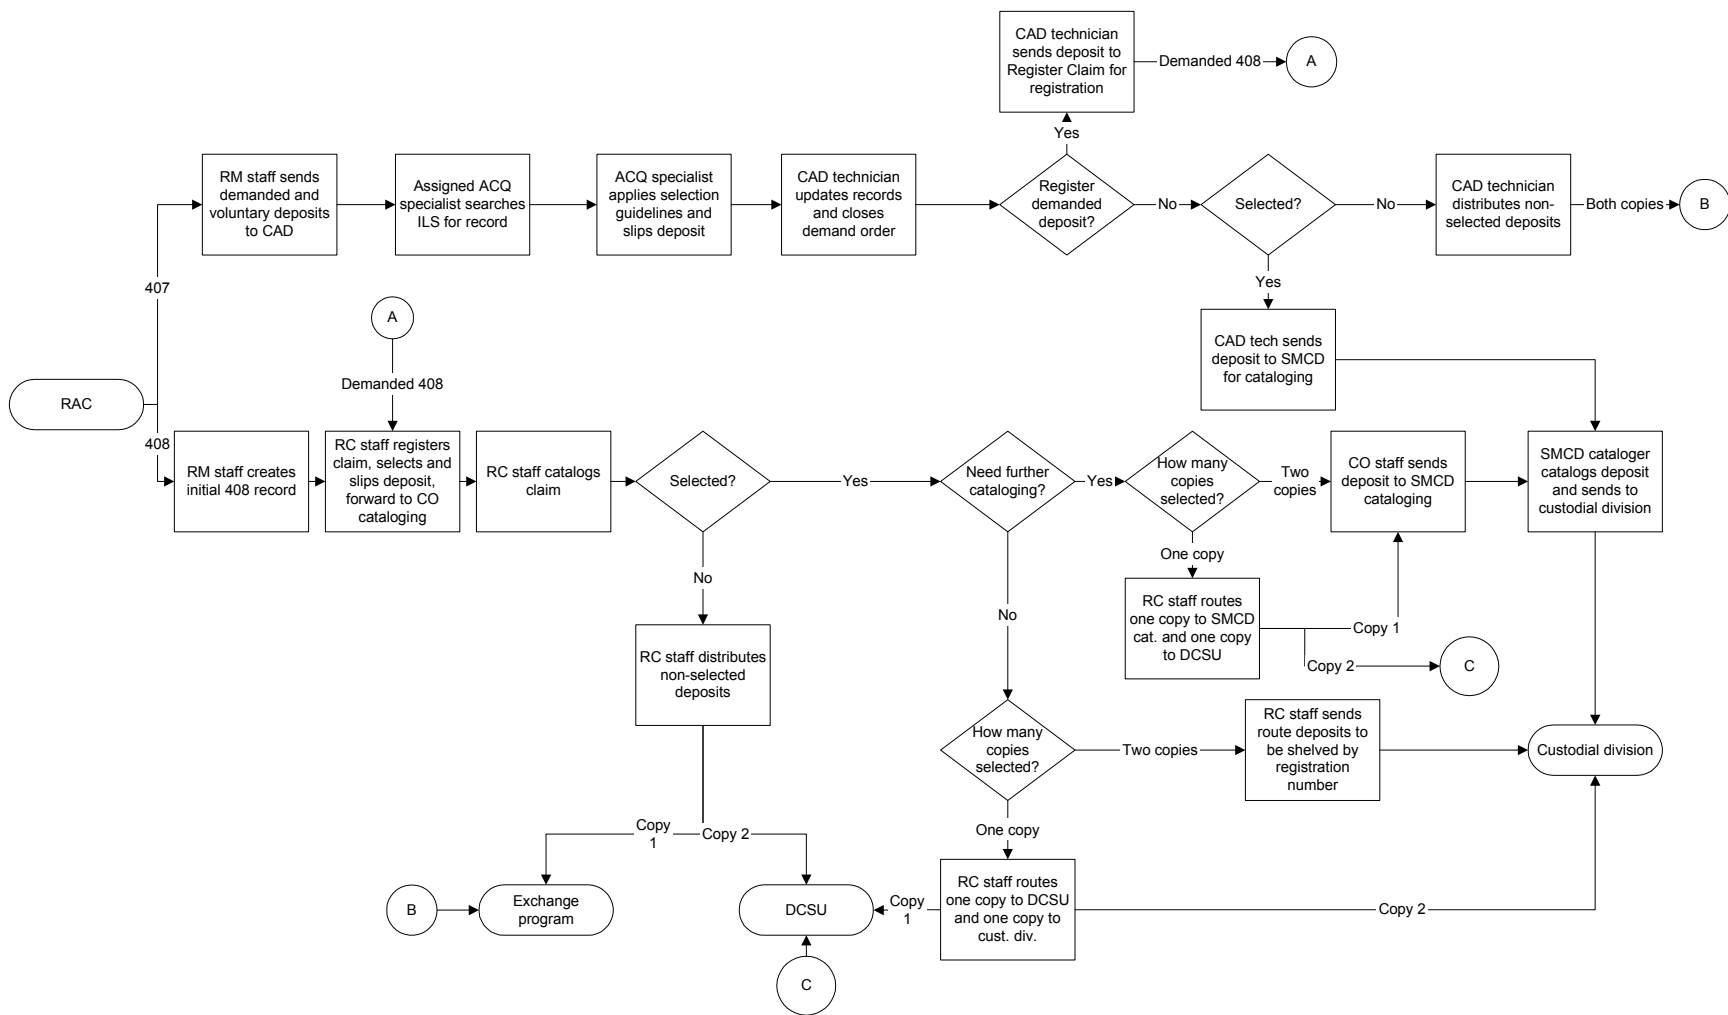 CAD technician
sends deposit to
Register Claim for
registration
Demanded 408
A
Yes
RM staff sends
demanded and
voluntary deposits
to CAD
Assigned ACQ
specialist searches
ILS for record
ACQ specialist
applies selection
guidelines and
slips deposit
CAD technician
updates records
and closes
demand order
Register
demanded
deposit?
No
Selected?
No
CAD technician
distributes non-
selected deposits
Both copies
B
407
Yes
A
CAD tech sends
deposit to SMCD
for cataloging
Demanded 408
RAC
408
RM staff creates
initial 408 record
RC staff registers
claim, selects and
slips deposit,
forward to CO
cataloging
RC staff catalogs
claim
Selected?
Yes
Need further
cataloging?
Yes
How many
copies
selected?
Two
copies
CO staff sends
deposit to SMCD
cataloging
SMCD cataloger
catalogs deposit
and sends to
custodial division
One copy
No
No
RC staff routes
one copy to SMCD
cat. and one copy
to DCSU
Copy 1
Copy 2
C
RC staff distributes
non-selected
deposits
How many
copies
selected?
Two copies
RC staff sends
route deposits to
be shelved by
registration
number
Custodial division
Copy
1
Copy 2
One copy
B
Exchange
program
DCSU
Copy
1
RC staff routes
one copy to DCSU
and one copy to
cust. div.
Copy 2
C